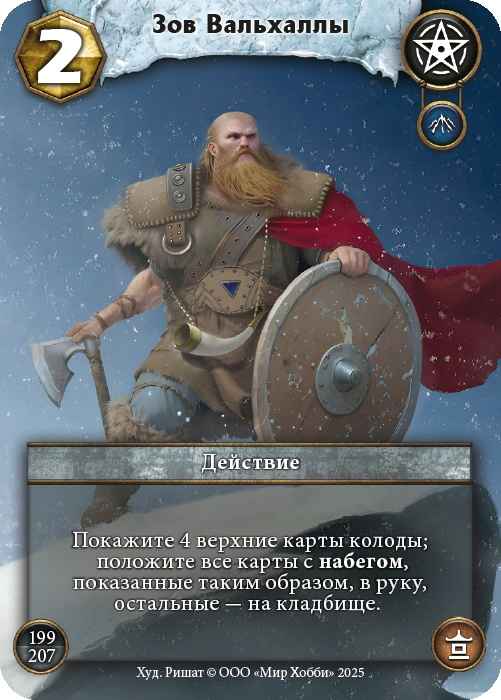 Зов Вальхаллы
2
Действие
Покажите 4 верхние карты колоды;
положите все карты с набегом,
показанные таким образом, в руку,
остальные — на кладбище.
199
207
Худ. Ришат © ООО «Мир Хобби» 2025